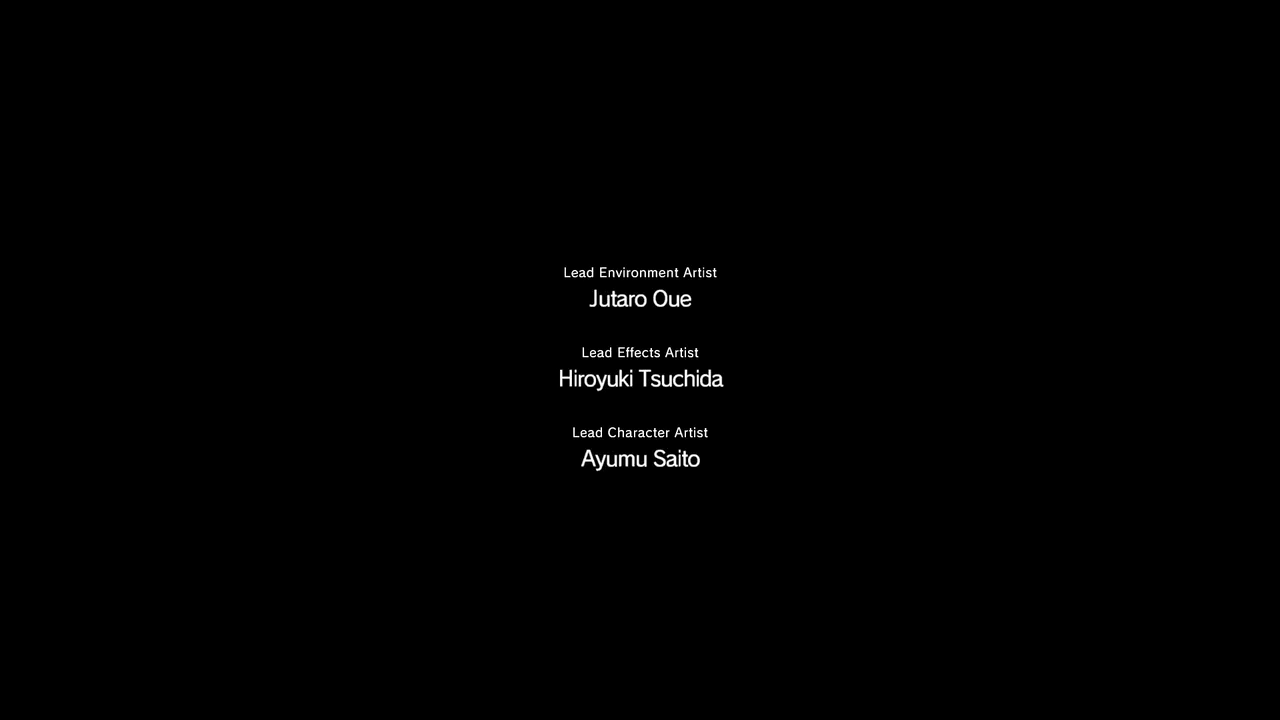 Lead Environment Artist
Jutaro Oue
Lead Effects Artist
Hiroyuki Tsuchida
Lead Character Artist
Ayumu Saito